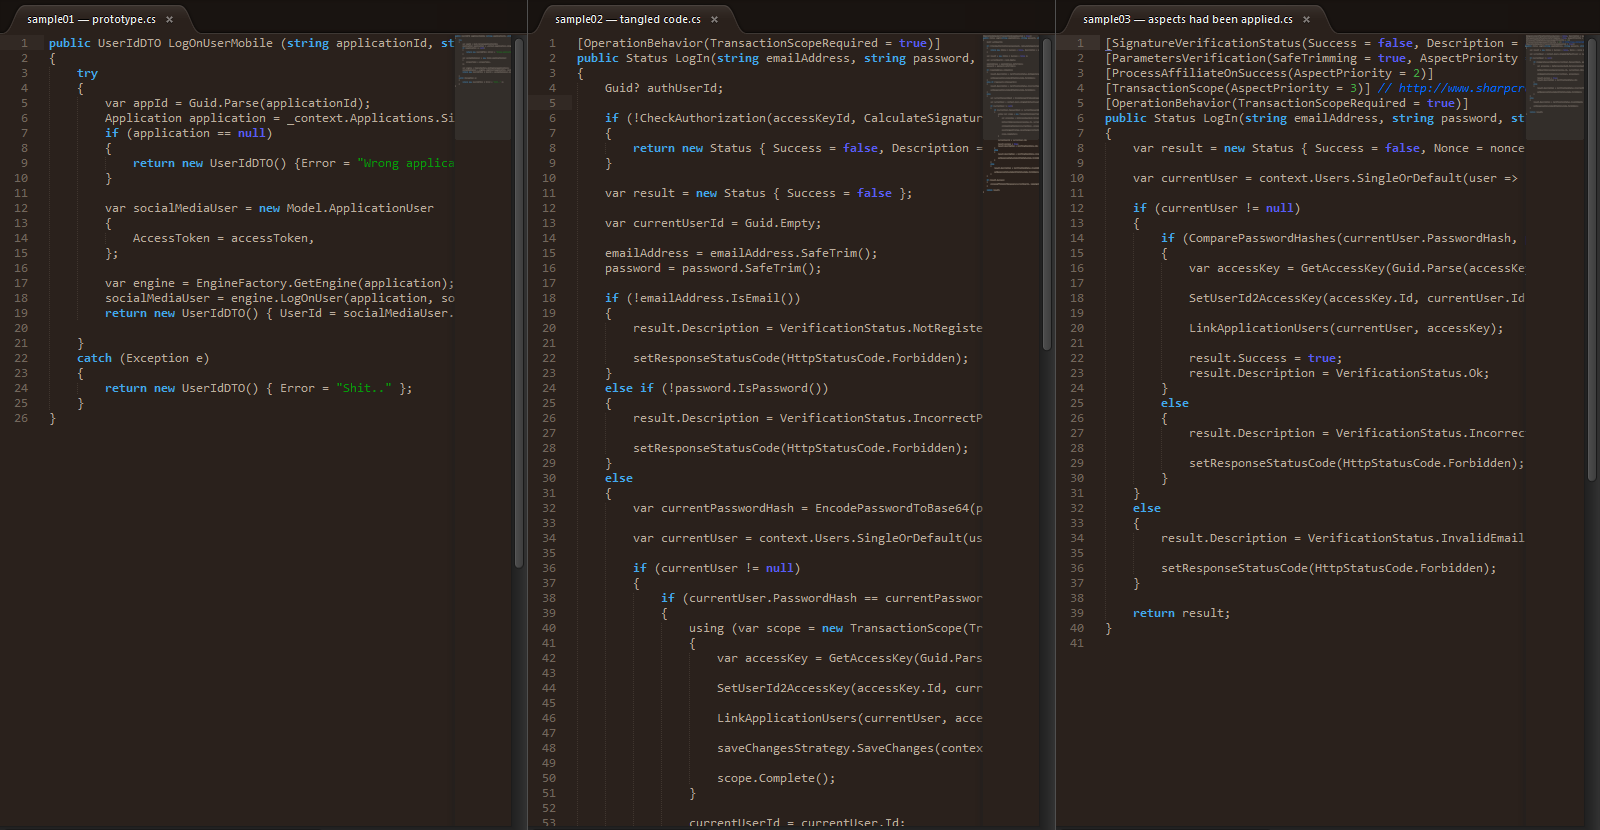 sample01 — prototype.cs ×
1 public UserIdDTO LogOnUserMobile (string applicationId, st
2 {
3 try
4 {
5 var appId = Guid.Parse(applicationId);
6 Application application = _context.Applications.Si
7 if (application == null)
8 {
9 return new UserIdDTO() {Error = "Wrong applica
10 }
11
12 var socialMediaUser = new Model.ApplicationUser
13 {
14 AccessToken = accessToken,
15 };
16
17 var engine = EngineFactory.GetEngine(application);
18 socialMediaUser = engine.LogOnUser(application, so
19 return new UserIdDTO() { UserId = socialMediaUser.
20
21 }
22 catch (Exception e)
23 {
24 return new UserIdDTO() { Error = "Shit.." };
25 }
26 }
sample02 — tangled code.cs ×
1 [OperationBehavior(TransactionScopeRequired = true)]
2 public Status LogIn(string emailAddress, string password,
3 {
4 Guid? authUserId;
5
6 if (!CheckAuthorization(accessKeyId, CalculateSignatur
7 {
8 return new Status { Success = false, Description =
9 }
10
11 var result = new Status { Success = false };
12
13 var currentUserId = Guid.Empty;
14
15 emailAddress = emailAddress.SafeTrim();
16 password = password.SafeTrim();
17
18 if (!emailAddress.IsEmail())
19 {
20 result.Description = VerificationStatus.NotRegiste
21
22 setResponseStatusCode(HttpStatusCode.Forbidden);
23 }
24 else if (!password.IsPassword())
25 {
26 result.Description = VerificationStatus.IncorrectP
27
28 setResponseStatusCode(HttpStatusCode.Forbidden);
29 }
30 else
31 {
32 var currentPasswordHash = EncodePasswordToBase64(p
33
34 var currentUser = context.Users.SingleOrDefault(us
35
36 if (currentUser != null)
37 {
38 if (currentUser.PasswordHash == currentPasswor
39 {
40 using (var scope = new TransactionScope(Tr
41 {
42 var accessKey = GetAccessKey(Guid.Pars
43
44 SetUserId2AccessKey(accessKey.Id, curr
45
46 LinkApplicationUsers(currentUser, acce
47
48 saveChangesStrategy.SaveChanges(contex
49
50 scope.Complete();
51 }
52
53 currentUserId = currentUser.Id;
sample03 — aspects had been applied.cs ×
1 [SignatureVerificationStatus(Success = false, Description =
2 [ParametersVerification(SafeTrimming = true, AspectPriority
3 [ProcessAffiliateOnSuccess(AspectPriority = 2)]
4 [TransactionScope(AspectPriority = 3)] // http://www.sharpcr
5 [OperationBehavior(TransactionScopeRequired = true)]
6 public Status LogIn(string emailAddress, string password, st
7 {
8 var result = new Status { Success = false, Nonce = nonce
9
10 var currentUser = context.Users.SingleOrDefault(user =>
11
12 if (currentUser != null)
13 {
14 if (ComparePasswordHashes(currentUser.PasswordHash,
15 {
16 var accessKey = GetAccessKey(Guid.Parse(accessKe
17
18 SetUserId2AccessKey(accessKey.Id, currentUser.Id
19
20 LinkApplicationUsers(currentUser, accessKey);
21
22 result.Success = true;
23 result.Description = VerificationStatus.Ok;
24 }
25 else
26 {
27 result.Description = VerificationStatus.Incorrec
28
29 setResponseStatusCode(HttpStatusCode.Forbidden);
30 }
31 }
32 else
33 {
34 result.Description = VerificationStatus.InvalidEmail
35
36 setResponseStatusCode(HttpStatusCode.Forbidden);
37 }
38
39 return result;
40 }
41